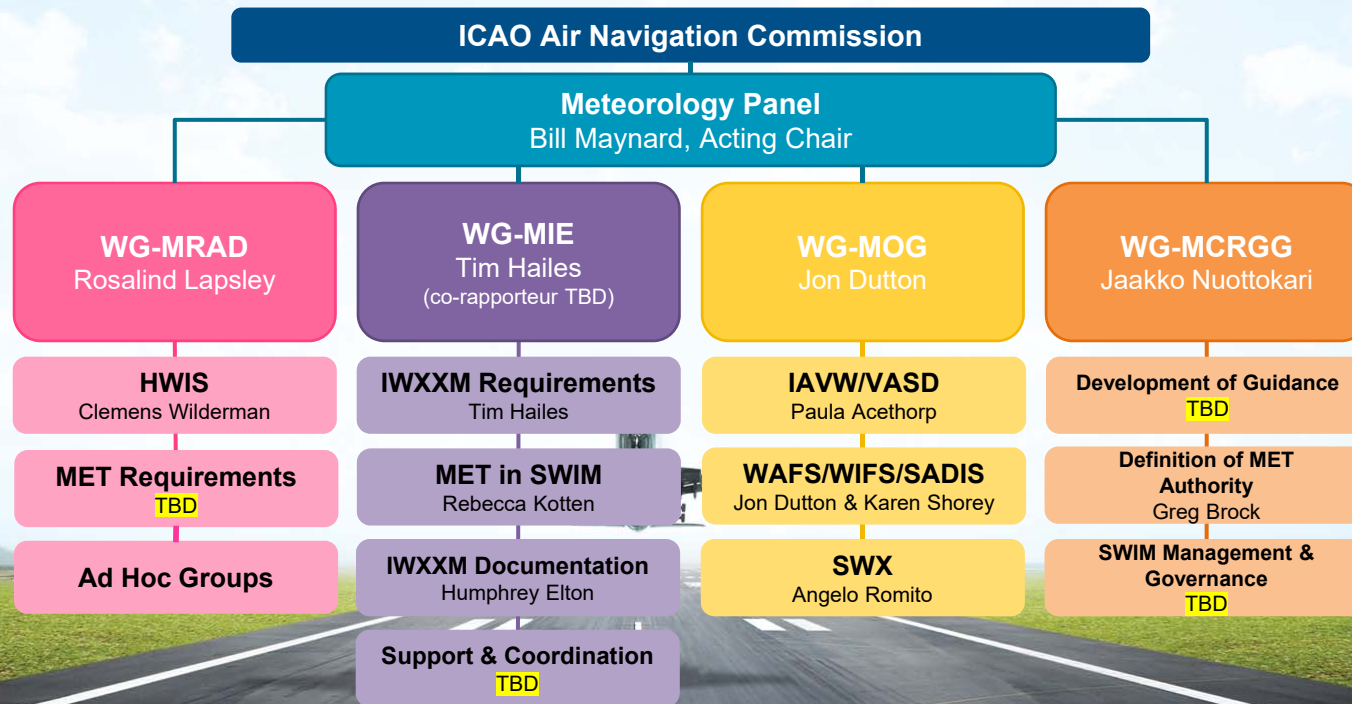 ICAO Air Navigation Commission
Meteorology Panel
Bill Maynard, Acting Chair
WG-MRAD
Rosalind Lapsley
HWIS
Clemens Wilderman
MET Requirements
TBD
Ad Hoc Groups
WG-MIE
Tim Hailes
(co-rapporteur TBD)
IWXXM Requirements
Tim Hailes
MET in SWIM
Rebecca Kotten
IWXXM Documentation
Humphrey Elton
Support & Coordination
TBD
WG-MOG
Jon Dutton
IAVW/VASD
Paula Acethorp
WAFS/WIFS/SADIS
Jon Dutton & Karen Shorey
SWX
Angelo Romito
WG-MCRGG
Jaakko Nuottokari
Development of Guidance
TBD
Definition of MET
Authority
Greg Brock
SWIM Management &
Governance
TBD